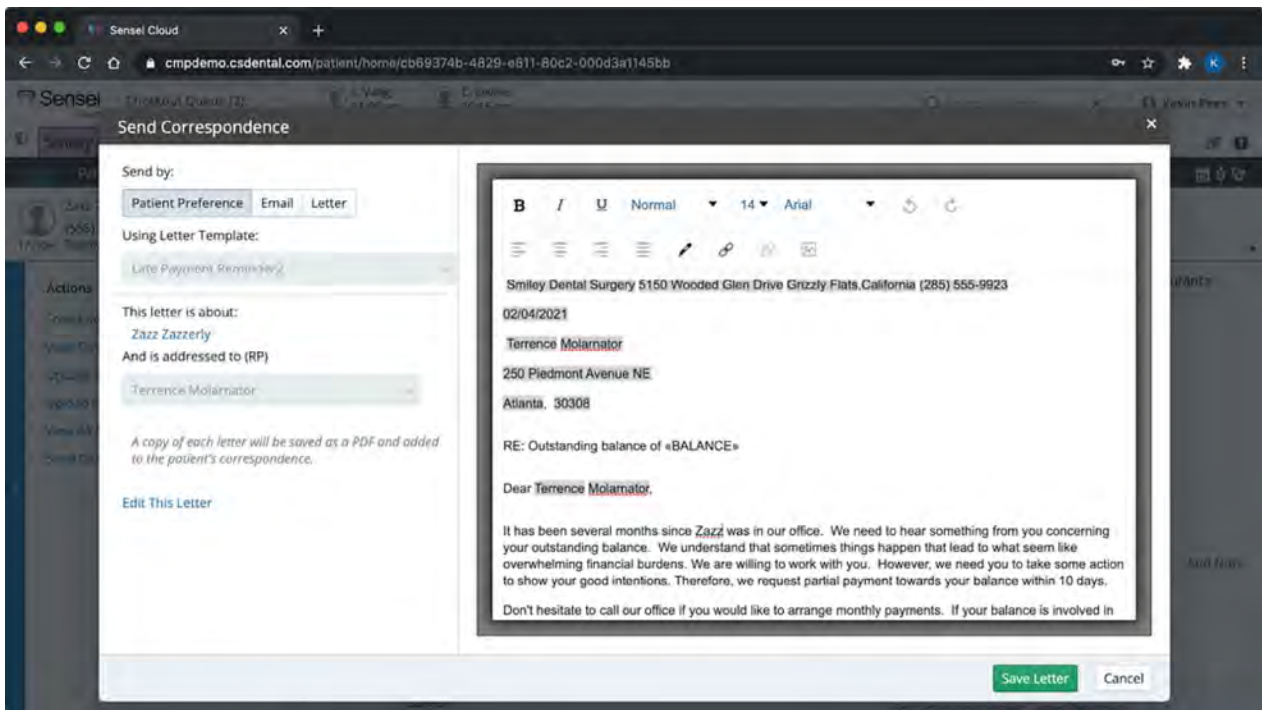 Sensel Cloud
cmpdemo.csdental.com/patient/home/cb69374b-4829-e811-80c2-000d3a1145bb
K
Sensei
Checkout Queue (2)
Send Correspondence
Send by:
Patient Preference Email Letter
Using Letter Template:
Late Payment Reminder2
This letter is about:
Zazz Zazzerly
And is addressed to (RP)
Terrence Molarnator
A copy of each letter will be saved as a PDF and added
to the patient's correspondence.
Edit This Letter
B I U Normal 14 Arial
Smiley Dental Surgery 5150 Wooded Glen Drive Grizzly Flats,California (285) 555-9923
02/04/2021
Terrence Molarnator
250 Piedmont Avenue NE
Atlanta, 30308
RE: Outstanding balance of «BALANCE»
Dear Terrence Molarnator,
It has been several months since Zazz was in our office. We need to hear something from you concerning
your outstanding balance. We understand that sometimes things happen that lead to what seem like
overwhelming financial burdens. We are willing to work with you. However, we need you to take some action
to show your good intentions. Therefore, we request partial payment towards your balance within 10 days.
Don't hesitate to call our office if you would like to arrange monthly payments. If your balance is involved in
Save Letter Cancel
Actions
Add Note